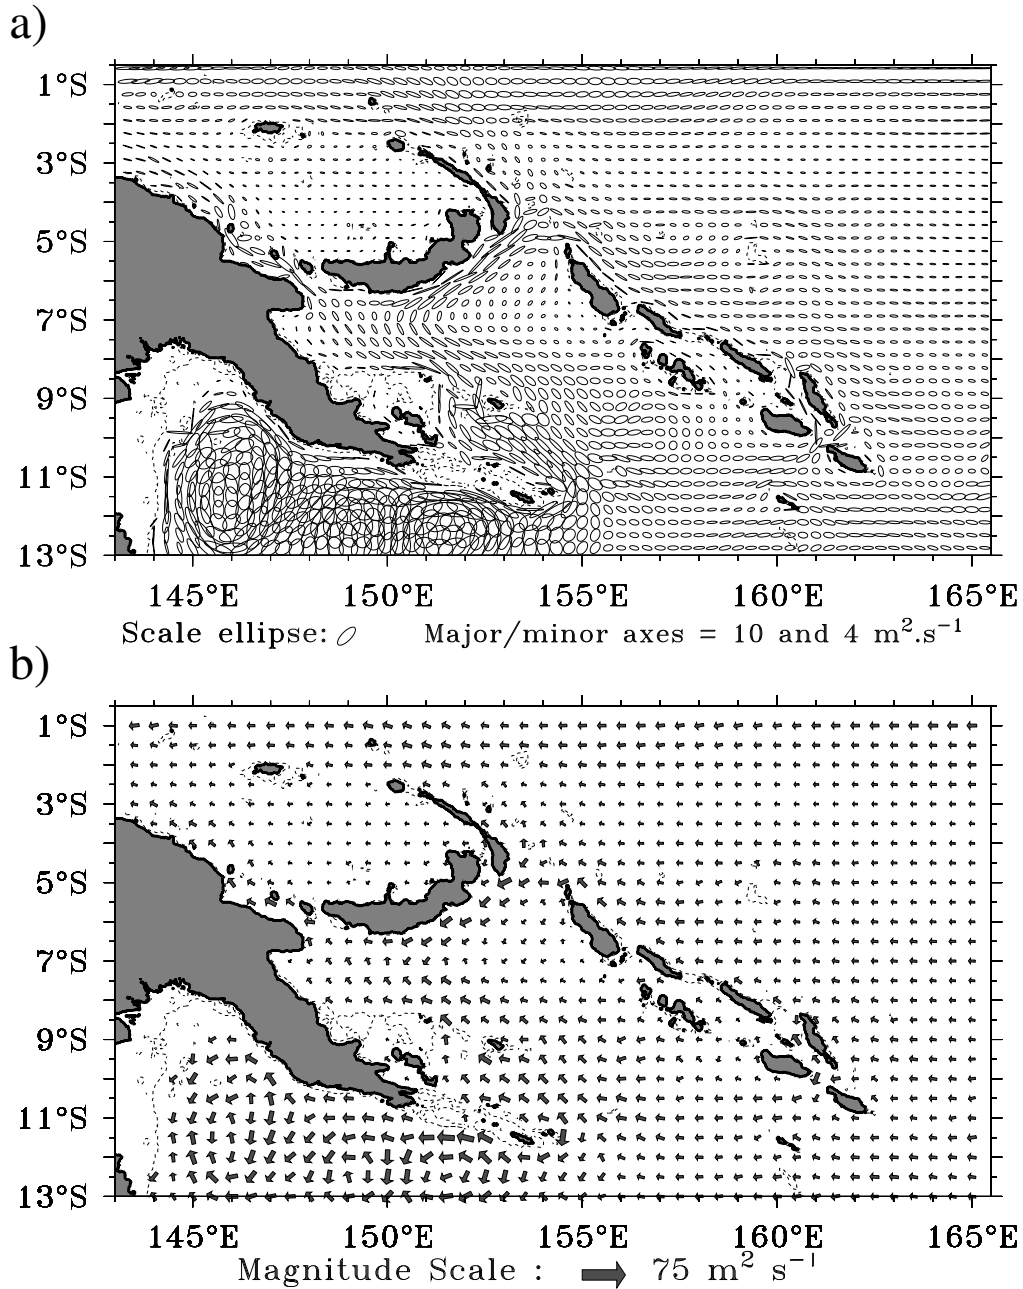 a)
1°S
3°S
5°S
7°S
9°S
11°S
13°S
145°E 150°E 155°E 160°E 165°E
Scale ellipse: Major/minor axes = 10 and 4 m².s⁻¹
b)
1°S
3°S
5°S
7°S
9°S
11°S
13°S
145°E 150°E 155°E 160°E 165°E
Magnitude Scale : 75 m² s⁻¹